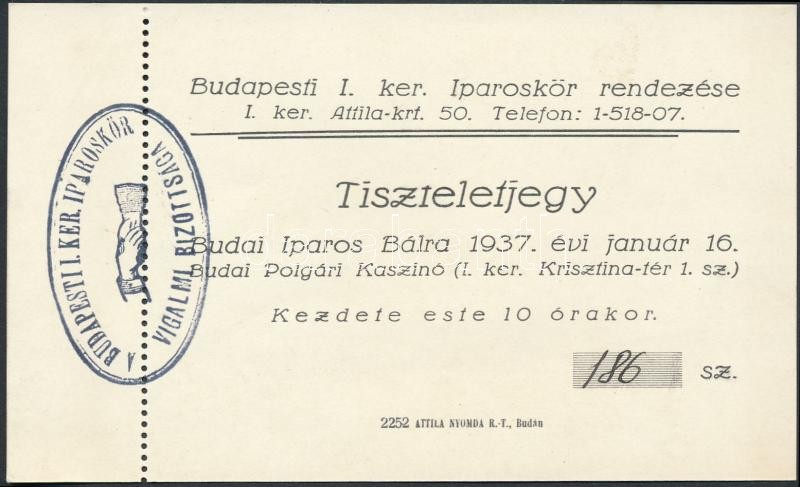 Budapesti I. ker. Iparoskör rendezése
I. ker. Attila-krt. 50. Telefon: 1-518-07.
Tiszteletjegy
Budai Iparos Bálra 1937. évi január 16.
Budai Polgári Kaszinó (I. ker. Krisztina-tér 1. sz.)
Kezdete este 10 órakor.
186 sz.
2252 ATTILA NYOMDA R.-T., Budán
A BUDAPESTI I. KER. IPAROSKÖR
VIGALMI BIZOTTSÁGA